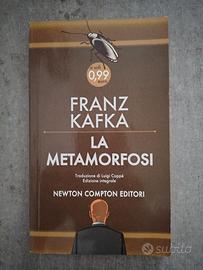 0,99
FRANZ
KAFKA
LA
METAMORFOSI
Traduzione di Luigi Coppé
Edizione integrale
NEWTON COMPTON EDITORI
subito